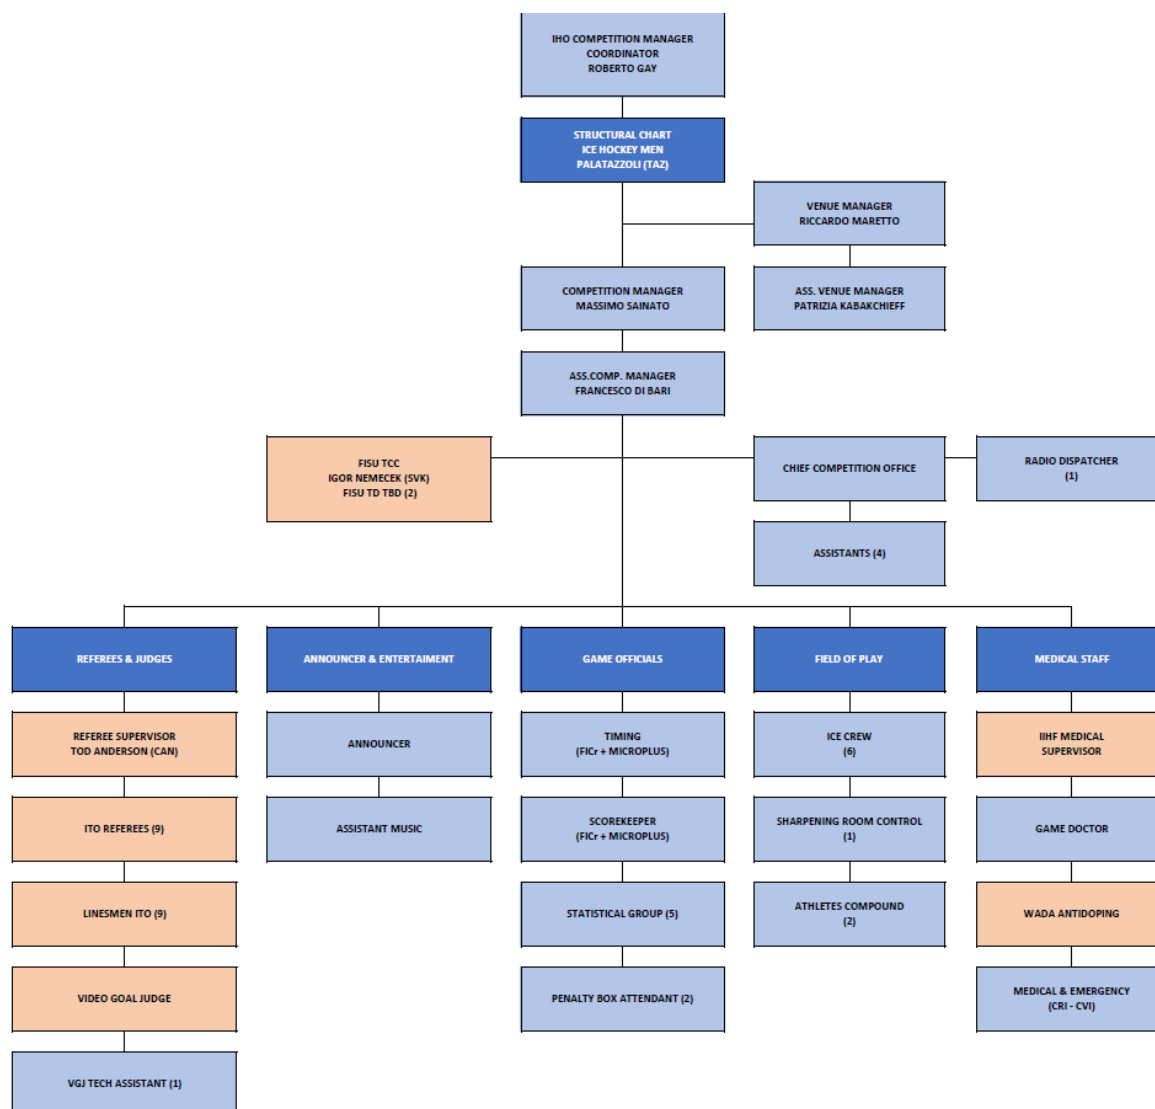 IHO COMPETITION MANAGER
COORDINATOR
ROBERTO GAY
STRUCTURAL CHART
ICE HOCKEY MEN
PALATAZZOLI (TAZ)
VENUE MANAGER
RICCARDO MARETTO
COMPETITION MANAGER
MASSIMO SAINATO
ASS. VENUE MANAGER
PATRIZIA KABAKCHIEFF
ASS.COMP. MANAGER
FRANCESCO DI BARI
FISU TCC
IGOR NEMECEK (SVK)
FISU TD TBD (2)
CHIEF COMPETITION OFFICE
RADIO DISPATCHER
(1)
ASSISTANTS (4)
REFEREES & JUDGES
ANNOUNCER & ENTERTAIMENT
GAME OFFICIALS
FIELD OF PLAY
MEDICAL STAFF
REFEREE SUPERVISOR
TOD ANDERSON (CAN)
ANNOUNCER
TIMING
(FICr + MICROPLUS)
ICE CREW
(6)
IIHF MEDICAL
SUPERVISOR
ITO REFEREES (9)
ASSISTANT MUSIC
SCOREKEEPER
(FICr + MICROPLUS)
SHARPENING ROOM CONTROL
(1)
GAME DOCTOR
LINESMEN ITO (9)
STATISTICAL GROUP (5)
ATHLETES COMPOUND
(2)
WADA ANTIDOPING
VIDEO GOAL JUDGE
PENALTY BOX ATTENDANT (2)
MEDICAL & EMERGENCY
(CRI - CVI)
VGJ TECH ASSISTANT (1)